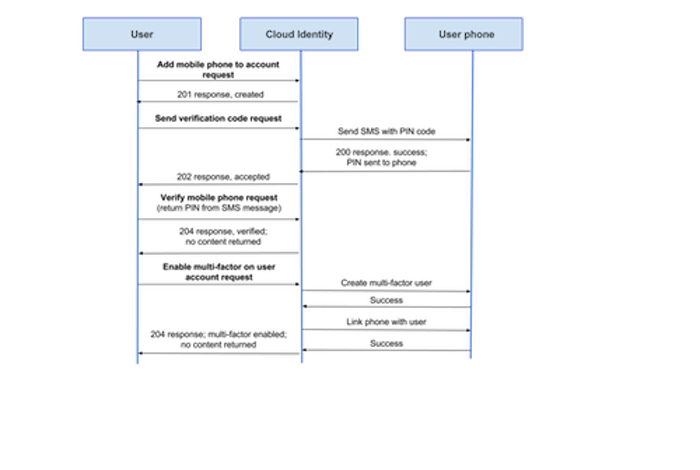 User
Cloud Identity
User phone
Add mobile phone to account
request
201 response, created
Send verification code request
Send SMS with PIN code
200 response. success;
PIN sent to phone
202 response, accepted
Verify mobile phone request
(return PIN from SMS message)
204 response, verified;
no content returned
Enable multi-factor on user
account request
Create multi-factor user
Success
Link phone with user
204 response; multi-factor enabled;
no content returned
Success